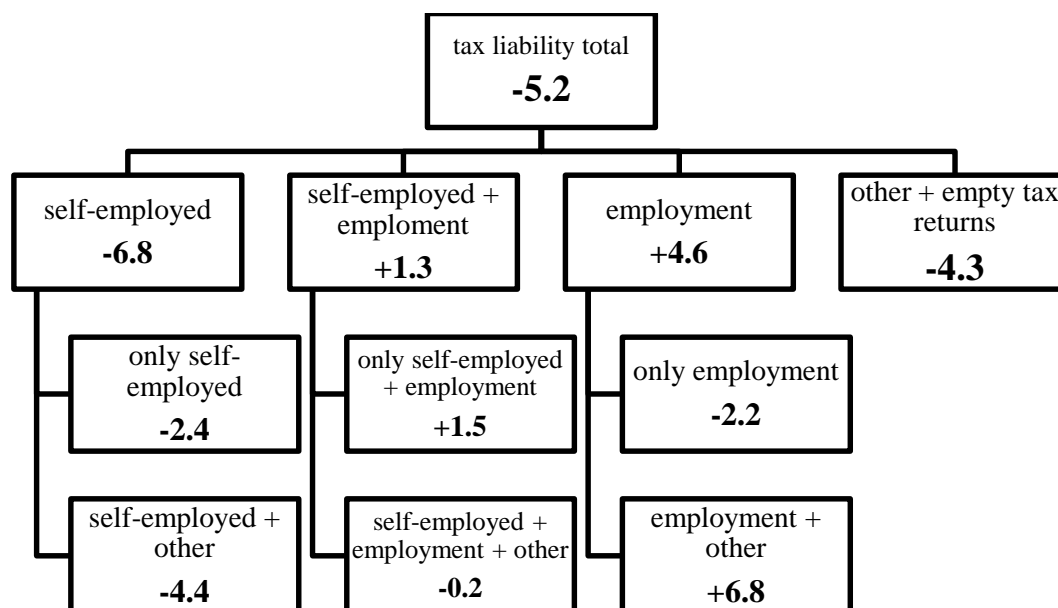 tax liability total
-5.2
self-employed
-6.8
self-employed +
emploment
+1.3
employment
+4.6
other + empty tax
returns
-4.3
only self-
employed
-2.4
only self-employed
+ employment
+1.5
only employment
-2.2
self-employed +
other
-4.4
self-employed +
employment + other
-0.2
employment +
other
+6.8